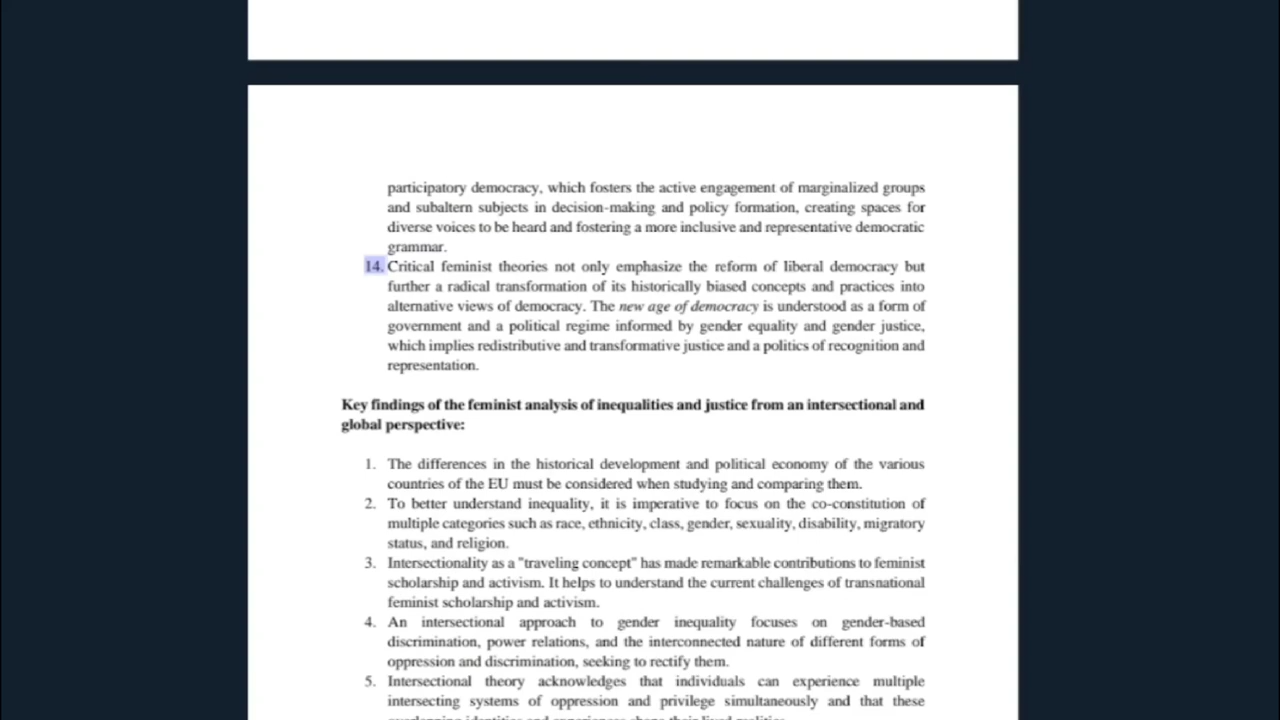 participatory democracy, which fosters the active engagement of marginalized groups
and subaltern subjects in decision-making and policy formation, creating spaces for
diverse voices to be heard and fostering a more inclusive and representative democratic
grammar.
14. Critical feminist theories not only emphasize the reform of liberal democracy but
further a radical transformation of its historically biased concepts and practices into
alternative views of democracy. The new age of democracy is understood as a form of
government and a political regime informed by gender equality and gender justice,
which implies redistributive and transformative justice and a politics of recognition and
representation.
Key findings of the feminist analysis of inequalities and justice from an intersectional and
global perspective:
1. The differences in the historical development and political economy of the various
countries of the EU must be considered when studying and comparing them.
2. To better understand inequality, it is imperative to focus on the co-constitution of
multiple categories such as race, ethnicity, class, gender, sexuality, disability, migratory
status, and religion.
3. Intersectionality as a "traveling concept" has made remarkable contributions to feminist
scholarship and activism. It helps to understand the current challenges of transnational
feminist scholarship and activism.
4. An intersectional approach to gender inequality focuses on gender-based
discrimination, power relations, and the interconnected nature of different forms of
oppression and discrimination, seeking to rectify them.
5. Intersectional theory acknowledges that individuals can experience multiple
intersecting systems of oppression and privilege simultaneously and that these